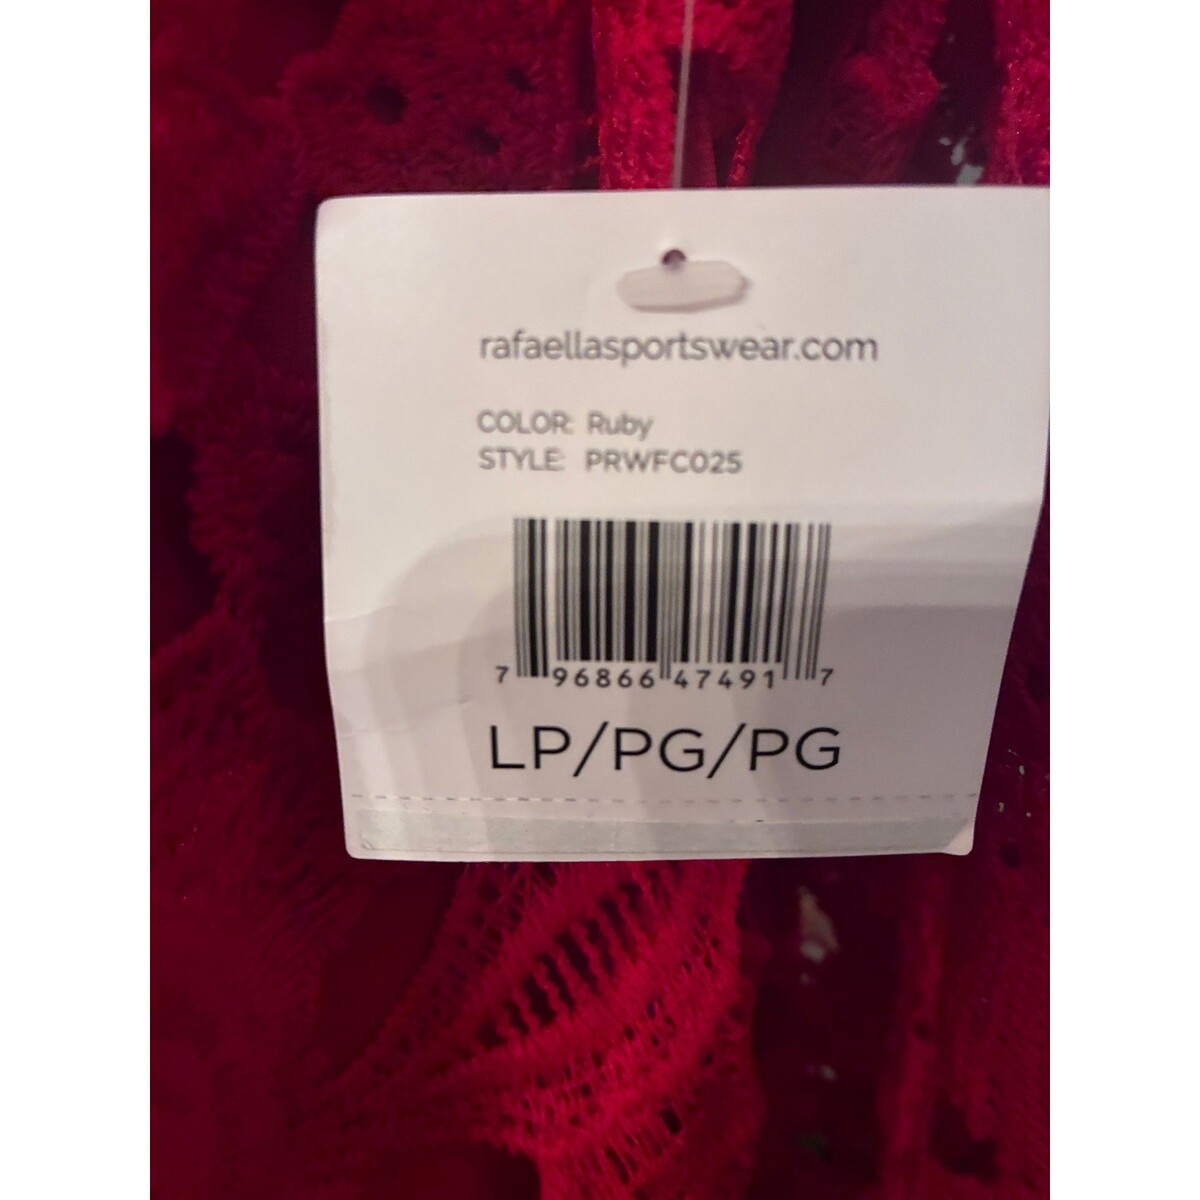 rafaellasportswear.com
COLOR: Ruby
STYLE: PRWFC025
7 96866 47491 7
LP/PG/PG